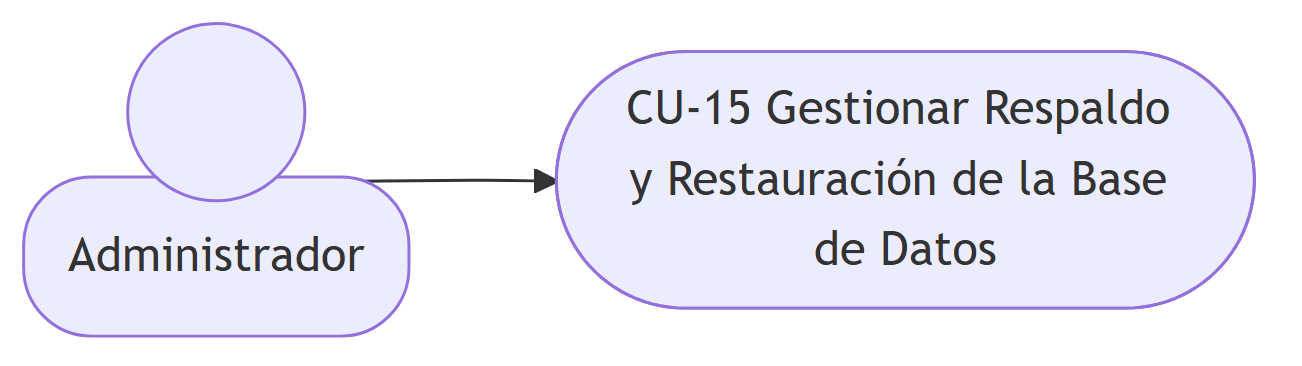 Administrador
CU-15 Gestionar Respaldo
y Restauración de la Base
de Datos